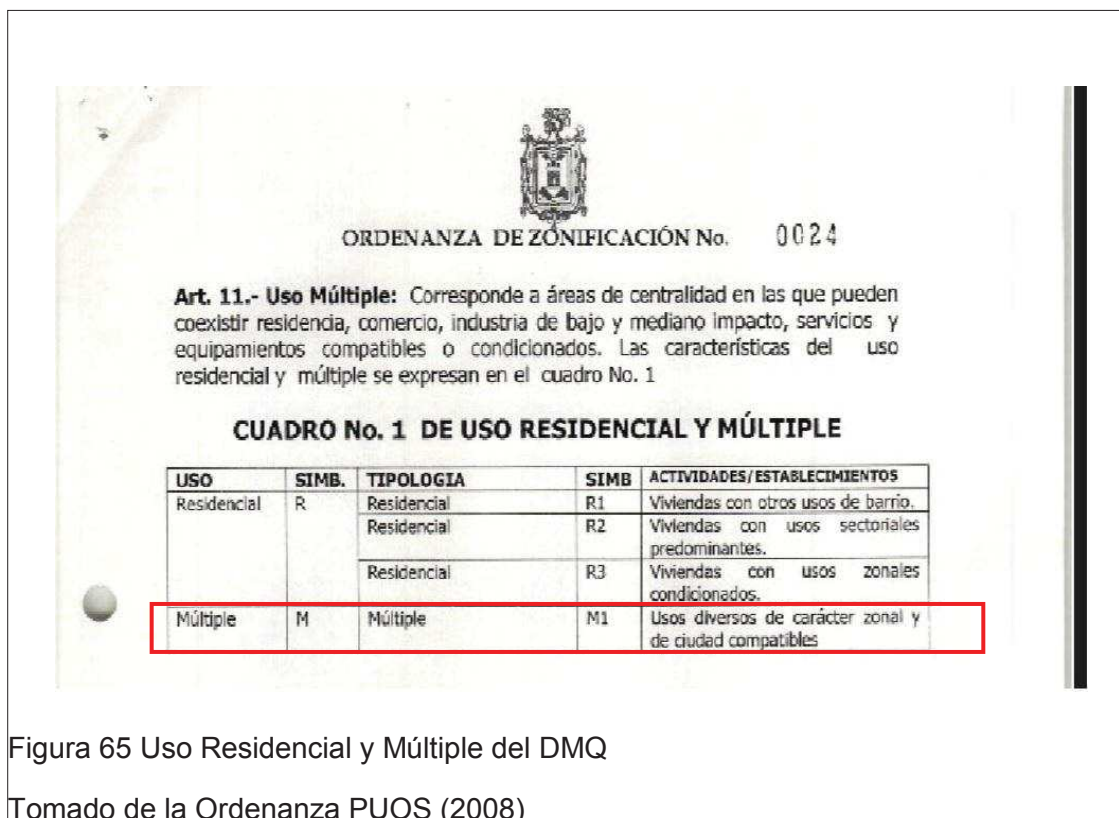 ORDENANZA DE ZONIFICACIÓN No. 0024
Art. 11.- Uso Múltiple: Corresponde a áreas de centralidad en las que pueden
coexistir residencia, comercio, industria de bajo y mediano impacto, servicios y
equipamientos compatibles o condicionados. Las características del uso
residencial y múltiple se expresan en el cuadro No. 1
CUADRO No. 1 DE USO RESIDENCIAL Y MÚLTIPLE
USO SIMB. TIPOLOGIA SIMB ACTIVIDADES/ESTABLECIMIENTOS
Residencial R Residencial R1 Viviendas con otros usos de barrio.
Residencial R2 Viviendas con usos sectoriales
predominantes.
Residencial R3 Viviendas con usos zonales
condicionados.
Múltiple M Múltiple M1 Usos diversos de carácter zonal y
de ciudad compatibles
Figura 65 Uso Residencial y Múltiple del DMQ
Tomado de la Ordenanza PUOS (2008)